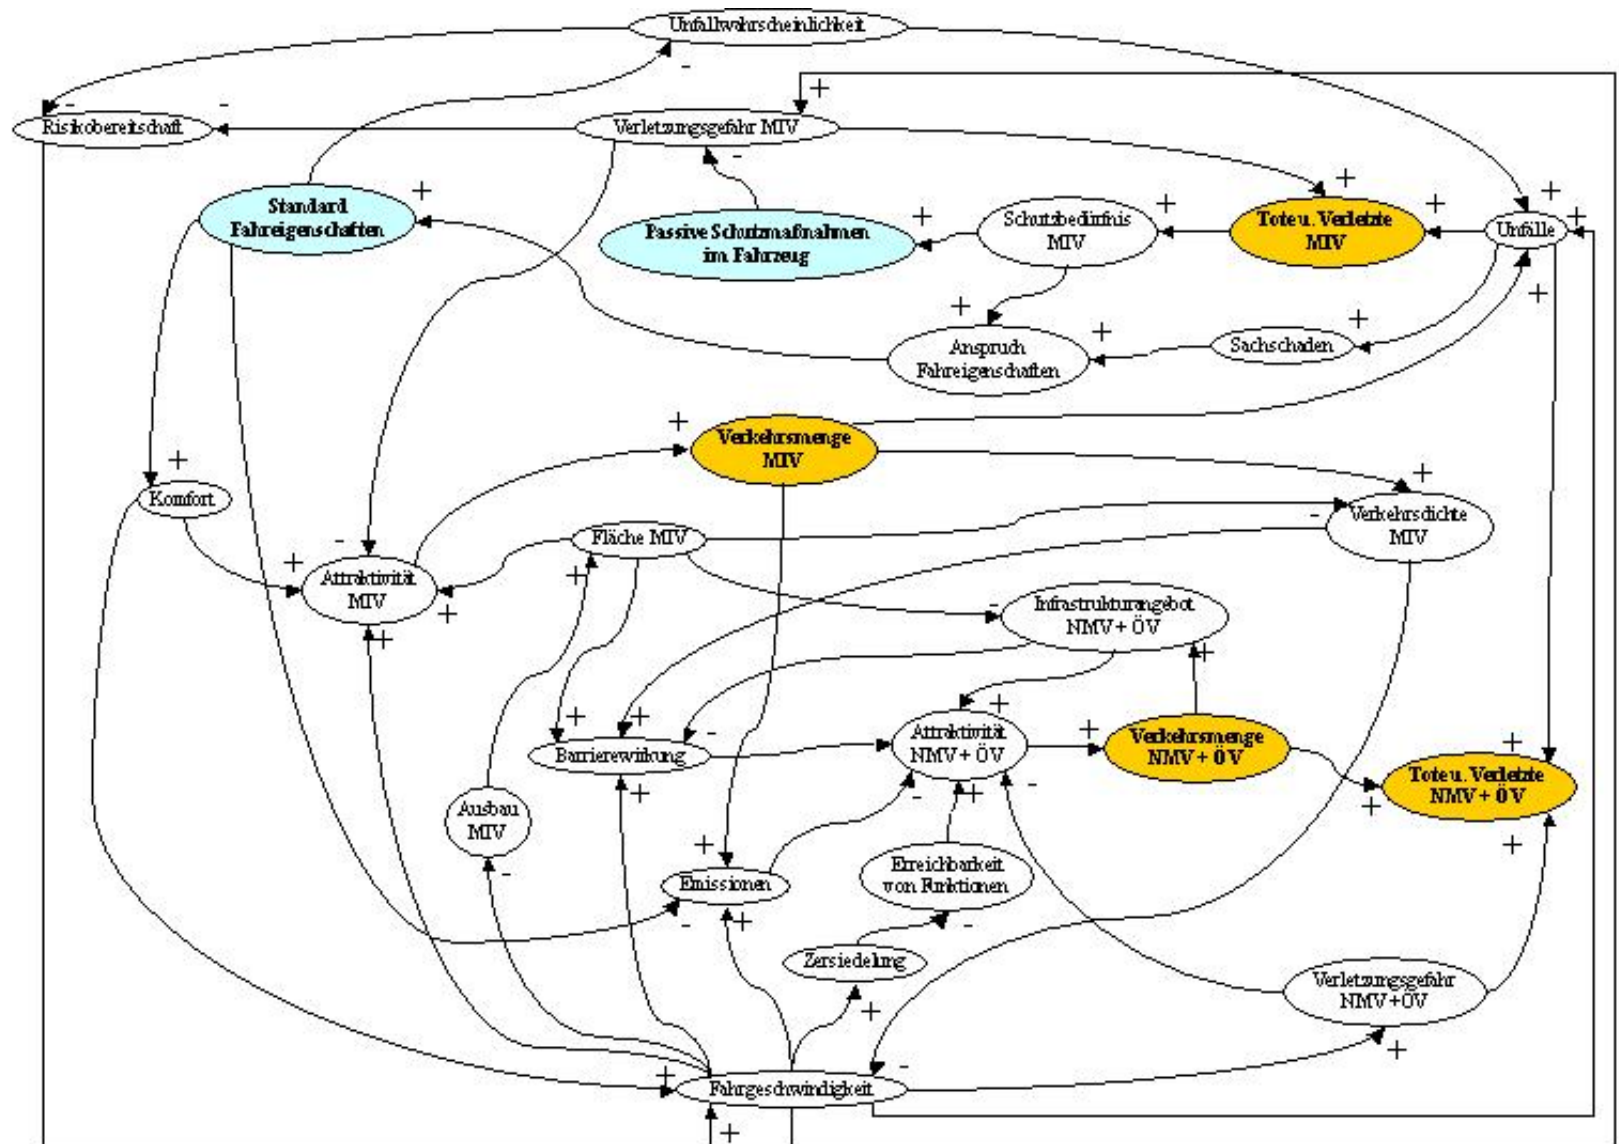 Unfallwahrscheinlichkeit
-
-
-
+
Risikobereitschaft
Verletzungsgefahr MIV
-
+
+
Standard
Fahreigenschaften
Passive Schutzmaßnahmen
im Fahrzeug
+
Schutzbedürfnis
MIV
+
Tote u. Verletzte
MIV
+
+
+
Unfälle
+
+
Anspruch
Fahreigenschaften
+
Sachschaden
+
+
Verkehrsmenge
MIV
+
+
Komfort
-
Fläche MIV
-
Verkehrsdichte
MIV
+
Attraktivität
MIV
+
+
+
-
Infrastrukturangebot
NMV + ÖV
+
+
+
-
Barrierewirkung
+
+
Attraktivität
NMV + ÖV
+
Verkehrsmenge
NMV + ÖV
+
Tote u. Verletzte
NMV + ÖV
+
-
-
+
Ausbau
MIV
-
+
Emissionen
-
+
Erreichbarkeit
von Funktionen
+
-
Zersiedelung
+
Verletzungsgefahr
NMV + ÖV
+
-
+
Fahrgeschwindigkeit
+